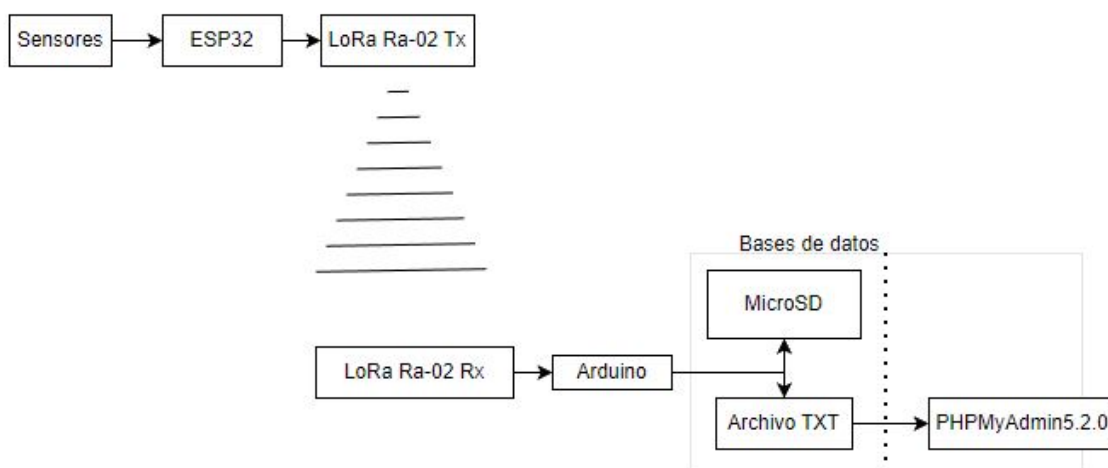 Sensores
ESP32
LoRa Ra-02 Tx
Bases de datos
MicroSD
LoRa Ra-02 Rx
Arduino
Archivo TXT
PHPMyAdmin5.2.0